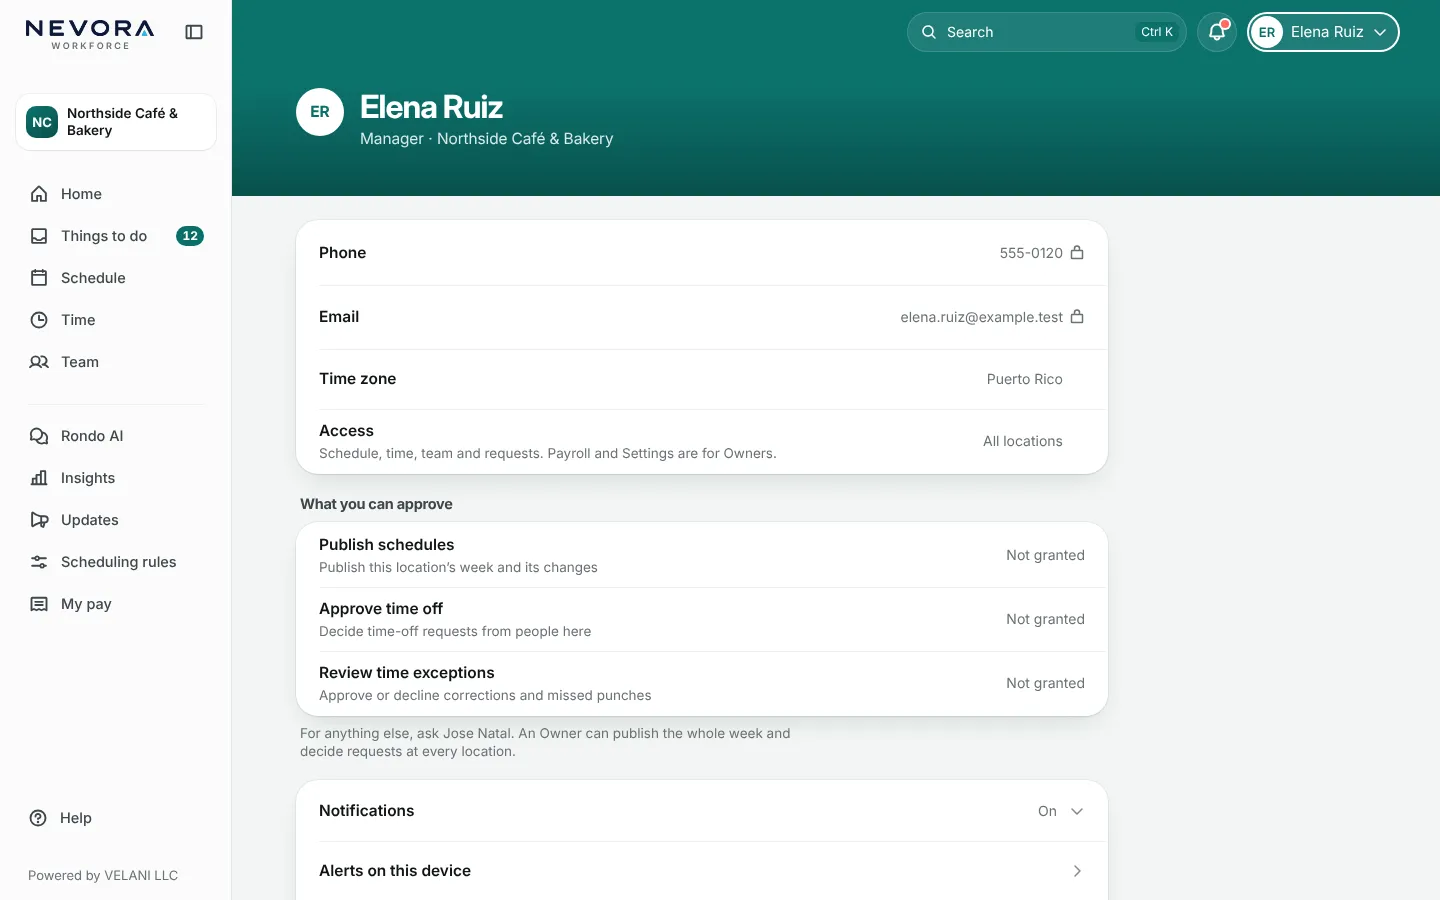 NEVORA
WORKFORCE
NC
Northside Café &
Bakery
Home
Things to do
12
Schedule
Time
Team
Rondo AI
Insights
Updates
Scheduling rules
My pay
Help
Powered by VELANI LLC
Search
Ctrl K
ER
Elena Ruiz
ER
Elena Ruiz
Manager · Northside Café & Bakery
Phone
555-0120
Email
elena.ruiz@example.test
Time zone
Puerto Rico
Access
Schedule, time, team and requests. Payroll and Settings are for Owners.
All locations
What you can approve
Publish schedules
Publish this location’s week and its changes
Not granted
Approve time off
Decide time-off requests from people here
Not granted
Review time exceptions
Approve or decline corrections and missed punches
Not granted
For anything else, ask Jose Natal. An Owner can publish the whole week and
decide requests at every location.
Notifications
On
Alerts on this device